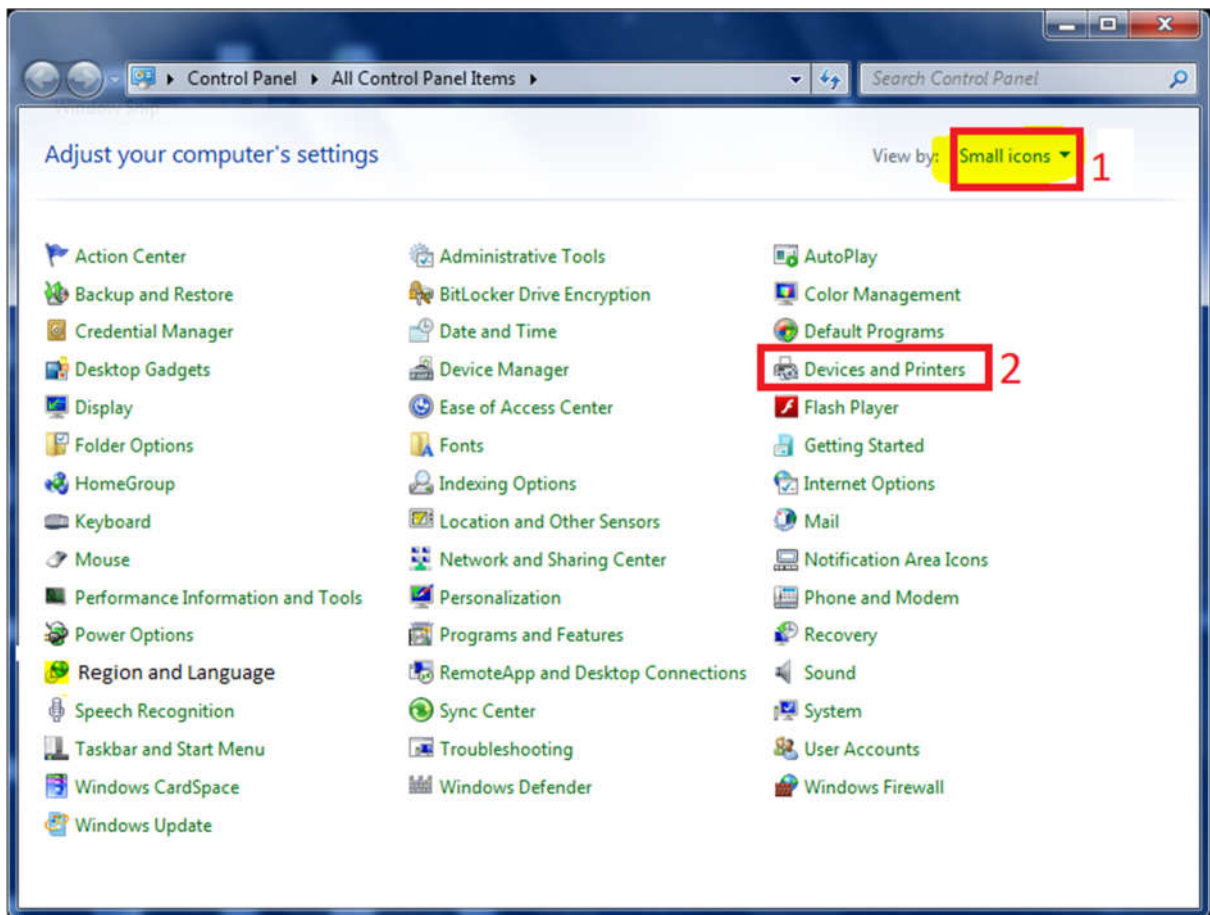 Control Panel ▸ All Control Panel Items ▸
Search Control Panel
Window Snip
Adjust your computer's settings
View by: Small icons 1
Action Center Administrative Tools AutoPlay
Backup and Restore BitLocker Drive Encryption Color Management
Credential Manager Date and Time Default Programs
Desktop Gadgets Device Manager Devices and Printers 2
Display Ease of Access Center Flash Player
Folder Options Fonts Getting Started
HomeGroup Indexing Options Internet Options
Keyboard Location and Other Sensors Mail
Mouse Network and Sharing Center Notification Area Icons
Performance Information and Tools Personalization Phone and Modem
Power Options Programs and Features Recovery
Region and Language RemoteApp and Desktop Connections Sound
Speech Recognition Sync Center System
Taskbar and Start Menu Troubleshooting User Accounts
Windows CardSpace Windows Defender Windows Firewall
Windows Update